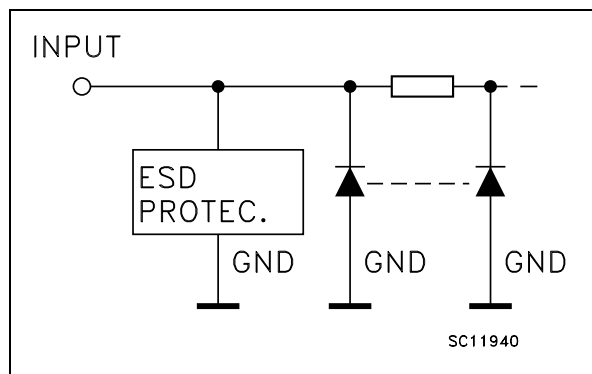 INPUT
ESD
PROTEC.
GND
GND
GND
SC11940